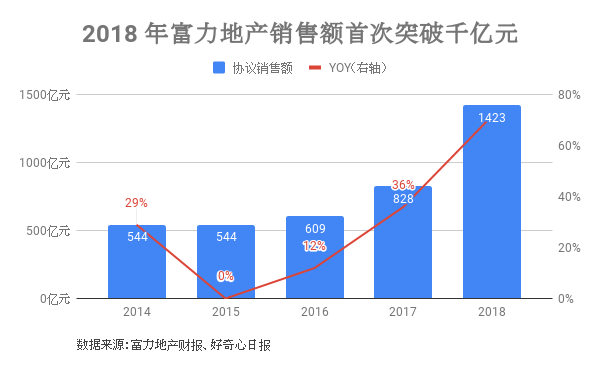 2018 年富力地产销售额首次突破千亿元
协议销售额 YOY（右轴）
1500亿元 80%
1423
60%
1000亿元
40%
36%
29%
828
609
544 544
500亿元
12%
20%
0%
0亿元 0%
2014 2015 2016 2017 2018
数据来源：富力地产财报、好奇心日报